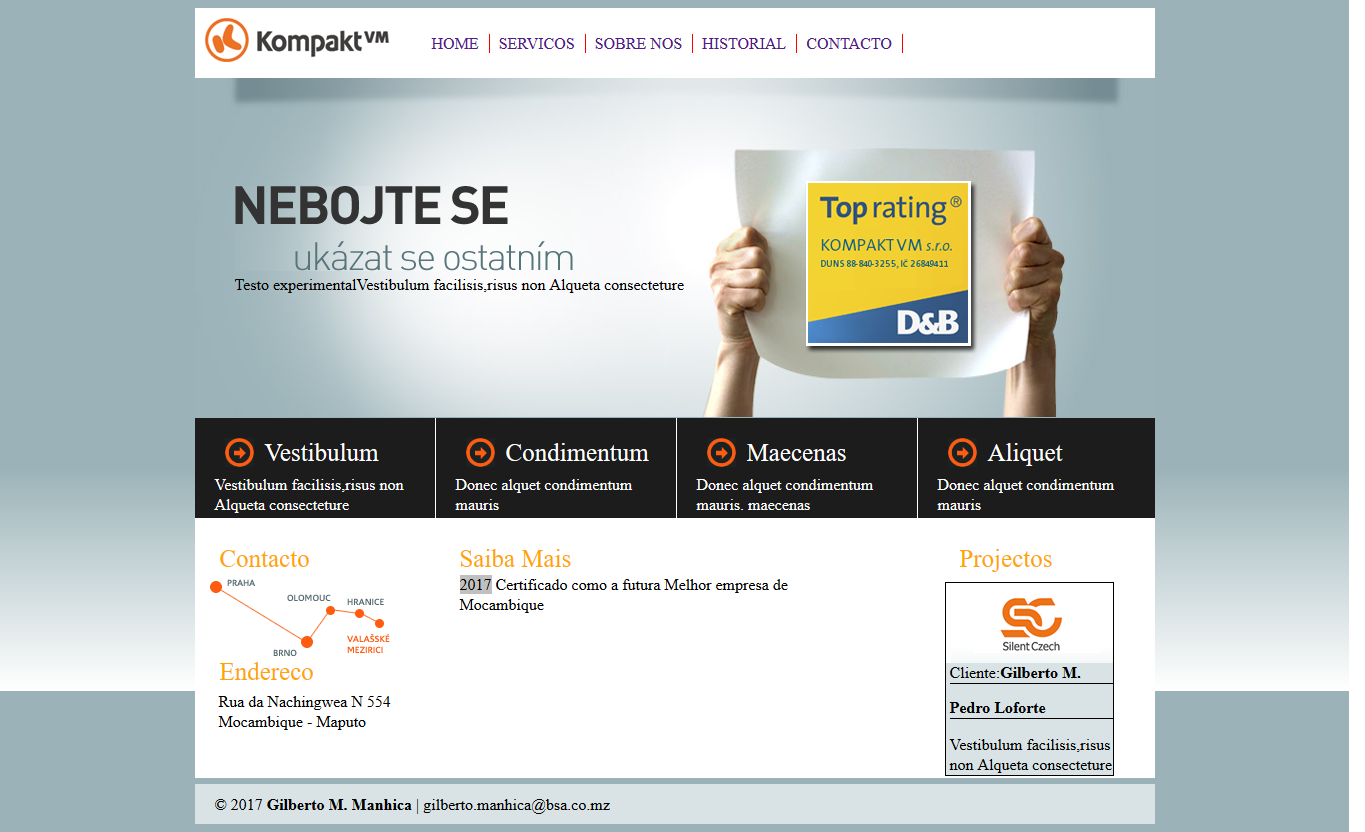 Kompakt VM
HOME SERVICOS SOBRE NOS HISTORIAL CONTACTO
NEBOJTE SE
ukázat se ostatním
Testo experimentalVestibulum facilisis,risus non Alqueta consecteture
Top rating®
KOMPAKT VM s.r.o.
DUNS 88-840-3255, IČ 26849411
D&B
Vestibulum
Vestibulum facilisis,risus non
Alqueta consecteture
Condimentum
Donec alquet condimentum
mauris
Maecenas
Donec alquet condimentum
mauris. maecenas
Aliquet
Donec alquet condimentum
mauris
Contacto
PRAHA
OLOMOUC
HRANICE
VALAŠSKÉ
MEZIRICI
BRNO
Endereco
Rua da Nachingwea N 554
Mocambique - Maputo
Saiba Mais
2017 Certificado como a futura Melhor empresa de
Mocambique
Projectos
SC
Silent Czech
Cliente:Gilberto M.
Pedro Loforte
Vestibulum facilisis,risus
non Alqueta consecteture
© 2017 Gilberto M. Manhica | gilberto.manhica@bsa.co.mz